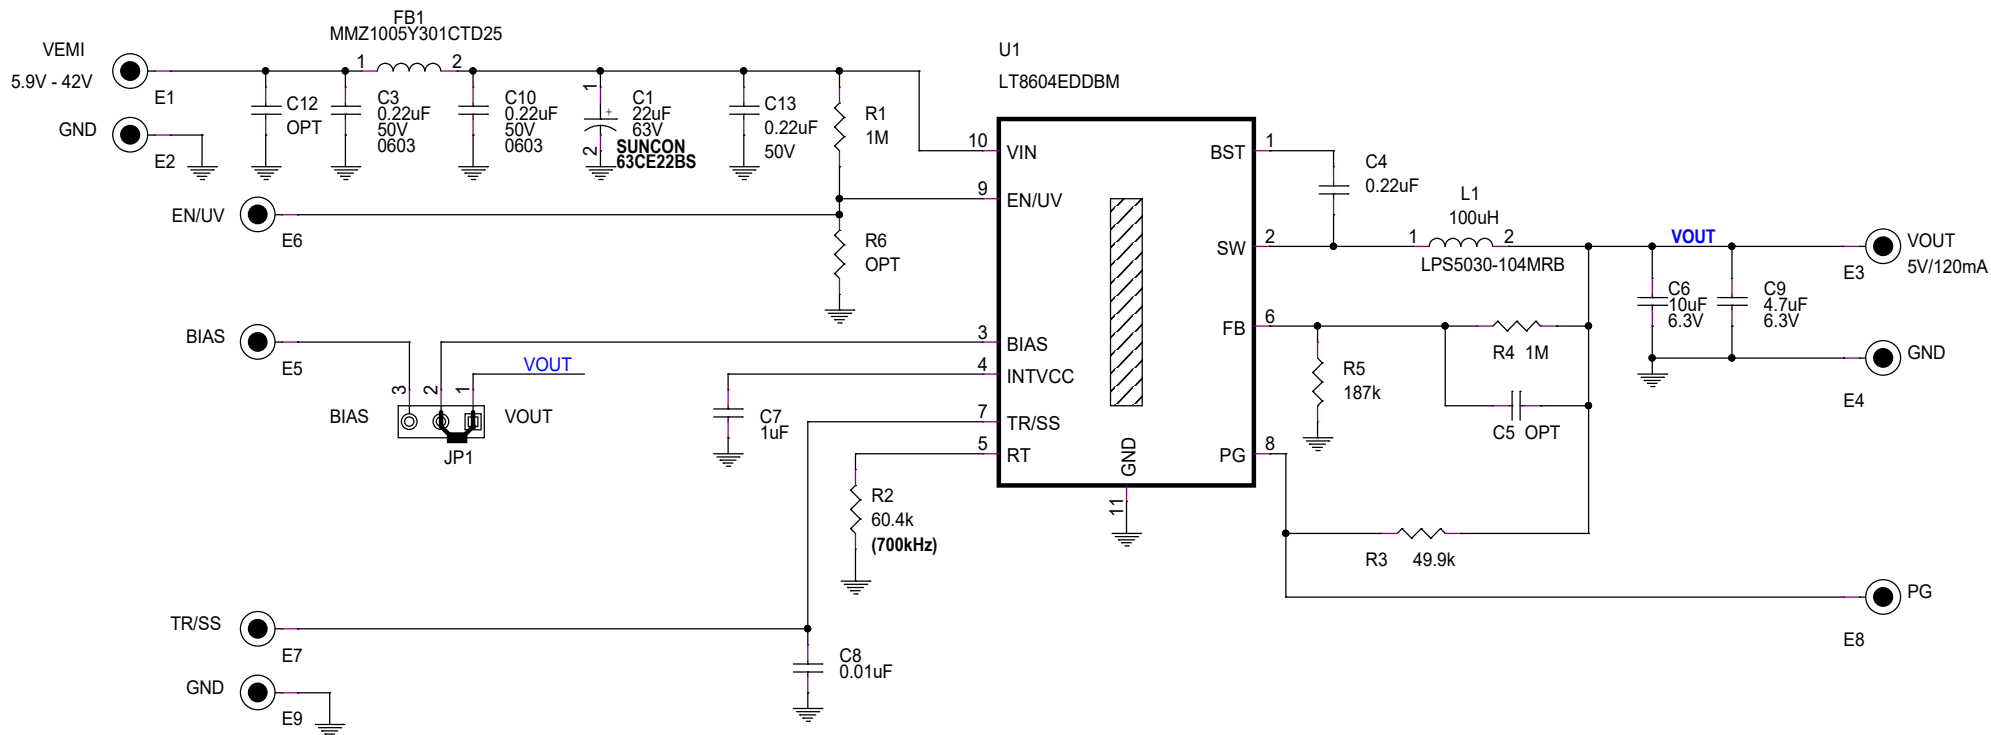 FB1
MMZ1005Y301CTD25
VEMI
5.9V - 42V
1
2
E1
GND
E2
C12
OPT
C3
0.22uF
50V
0603
C10
0.22uF
50V
0603
1
+
2
C1
22uF
63V
SUNCON
63CE22BS
C13
0.22uF
50V
R1
1M
U1
LT8604EDDBM
EN/UV
E6
R6
OPT
BIAS
E5
3
2
1
VOUT
BIAS
VOUT
JP1
C7
1uF
R2
60.4k
(700kHz)
TR/SS
E7
GND
E9
C8
0.01uF
10
VIN
9
EN/UV
3
BIAS
4
INTVCC
7
TR/SS
5
RT
GND
11
BST
1
SW
2
FB
6
PG
8
C4
0.22uF
L1
100uH
1
2
LPS5030-104MRB
R4 1M
R5
187k
C5 OPT
R3 49.9k
VOUT
C6
10uF
6.3V
C9
4.7uF
6.3V
VOUT
E3
5V/120mA
GND
E4
PG
E8